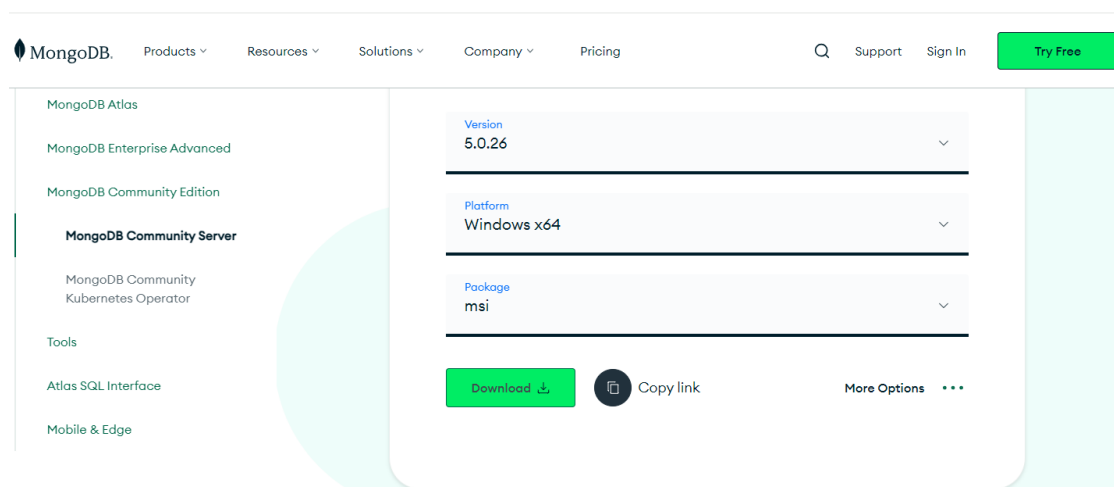 MongoDB.
Products
Resources
Solutions
Company
Pricing
Support
Sign In
Try Free
MongoDB Atlas
MongoDB Enterprise Advanced
MongoDB Community Edition
MongoDB Community Server
MongoDB Community
Kubernetes Operator
Tools
Atlas SQL Interface
Mobile & Edge
Version
5.0.26
Platform
Windows x64
Package
msi
Download
Copy link
More Options